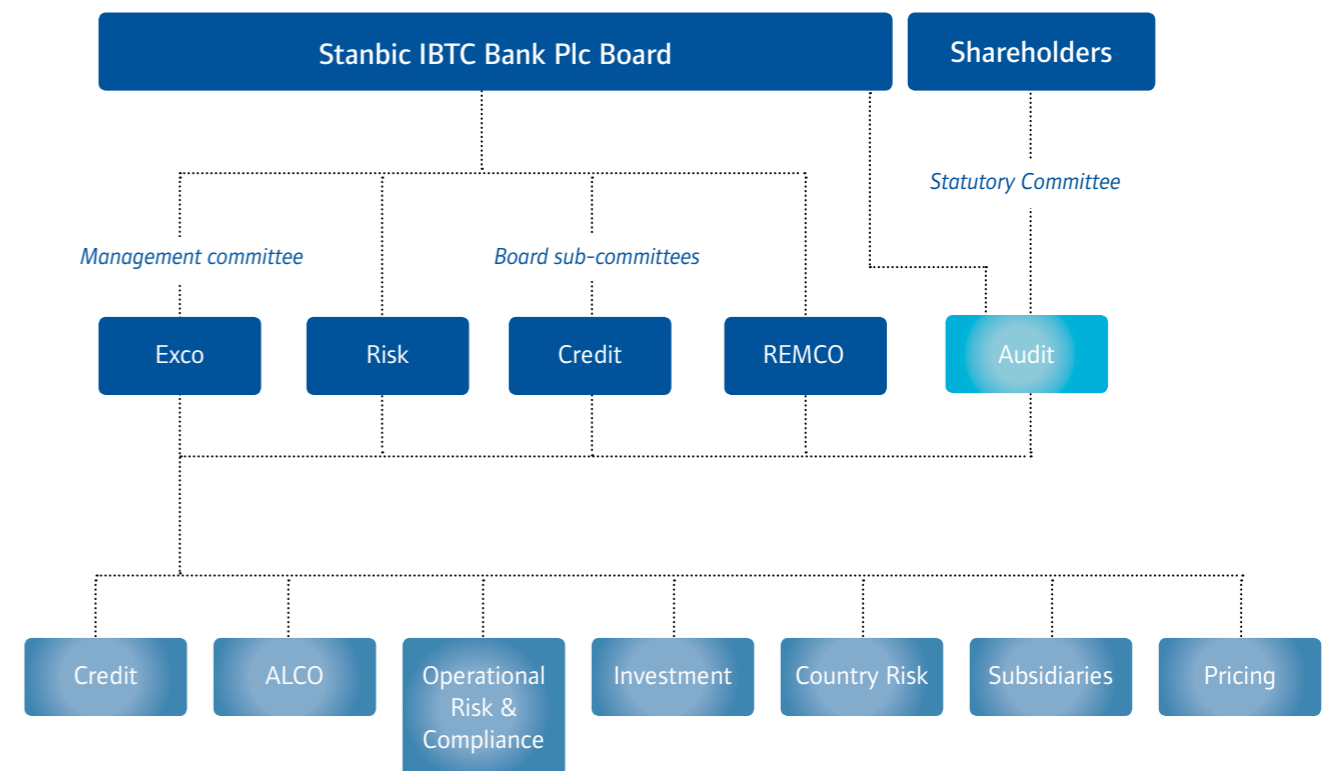 Stanbic IBTC Bank Plc Board
Shareholders
Statutory Committee
Management committee
Board sub-committees
Exco
Risk
Credit
REMCO
Audit
Credit
ALCO
Operational
Risk &
Compliance
Investment
Country Risk
Subsidiaries
Pricing